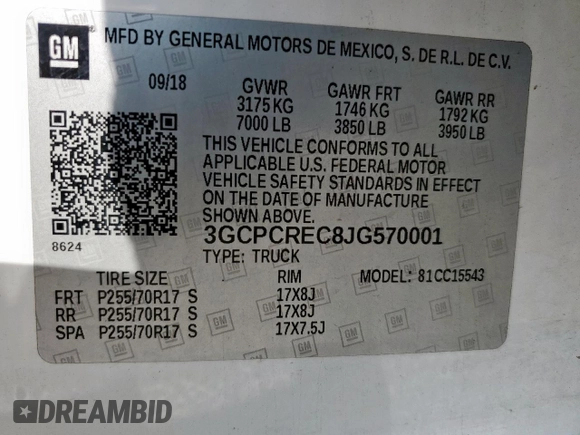 GM
MFD BY GENERAL MOTORS DE MEXICO, S. DE R.L. DE C.V.
09/18 GVWR GAWR FRT GAWR RR
3175 KG 1746 KG 1792 KG
7000 LB 3850 LB 3950 LB
THIS VEHICLE CONFORMS TO ALL
APPLICABLE U.S. FEDERAL MOTOR
VEHICLE SAFETY STANDARDS IN EFFECT
ON THE DATE OF MANUFACTURE
SHOWN ABOVE.
8624
3GCPCREC8JG570001
TYPE: TRUCK MODEL: 81CC15543
TIRE SIZE RIM
FRT P255/70R17 S 17X8J
RR P255/70R17 S 17X8J
SPA P255/70R17 S 17X7.5J
DREAMBID